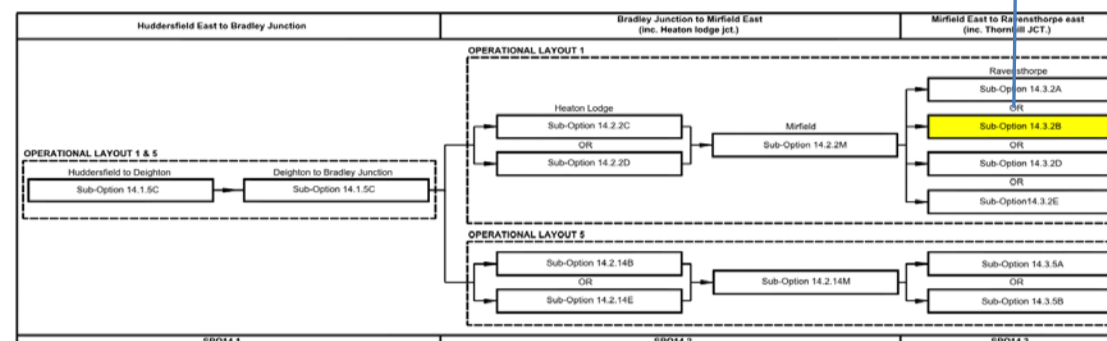 Huddersfield East to Bradley Junction
Bradley Junction to Mirfield East
(inc. Heaton lodge jct.)
Mirfield East to Ravensthorpe east
(inc. Thornhill JCT.)
OPERATIONAL LAYOUT 1
Ravensthorpe
Sub-Option 14.3.2A
OR
Sub-Option 14.3.2B
OR
Sub-Option 14.3.2D
OR
Sub-Option14.3.2E
Heaton Lodge
Sub-Option 14.2.2C
OR
Sub-Option 14.2.2D
Mirfield
Sub-Option 14.2.2M
OPERATIONAL LAYOUT 1 & 5
Huddersfield to Deighton
Sub-Option 14.1.5C
Deighton to Bradley Junction
Sub-Option 14.1.5C
OPERATIONAL LAYOUT 5
Sub-Option 14.2.14B
OR
Sub-Option 14.2.14E
Sub-Option 14.2.14M
Sub-Option 14.3.5A
OR
Sub-Option 14.3.5B